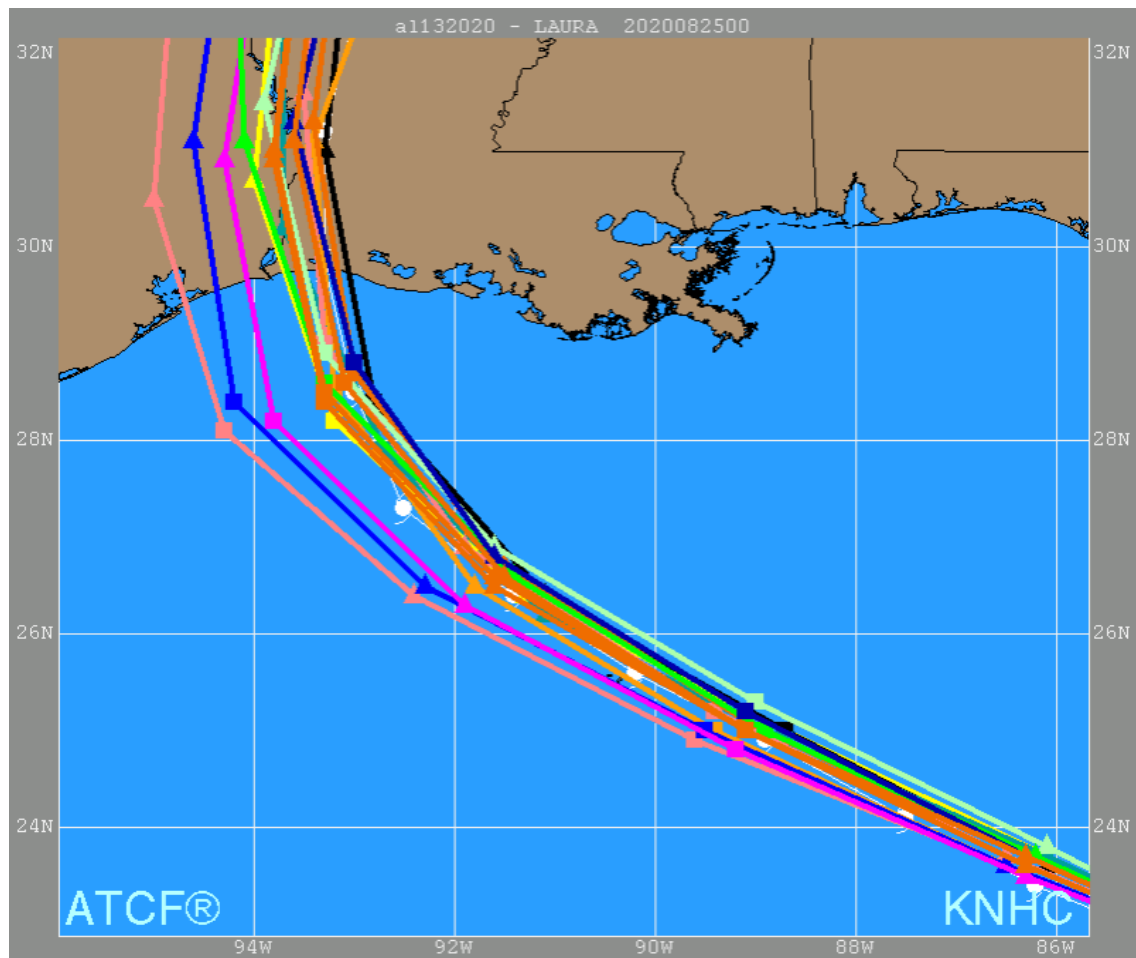 al132020 - LAURA 2020082500
32N 32N
30N 30N
28N 28N
26N 26N
24N 24N
ATCF® KNHC
94W 92W 90W 88W 86W